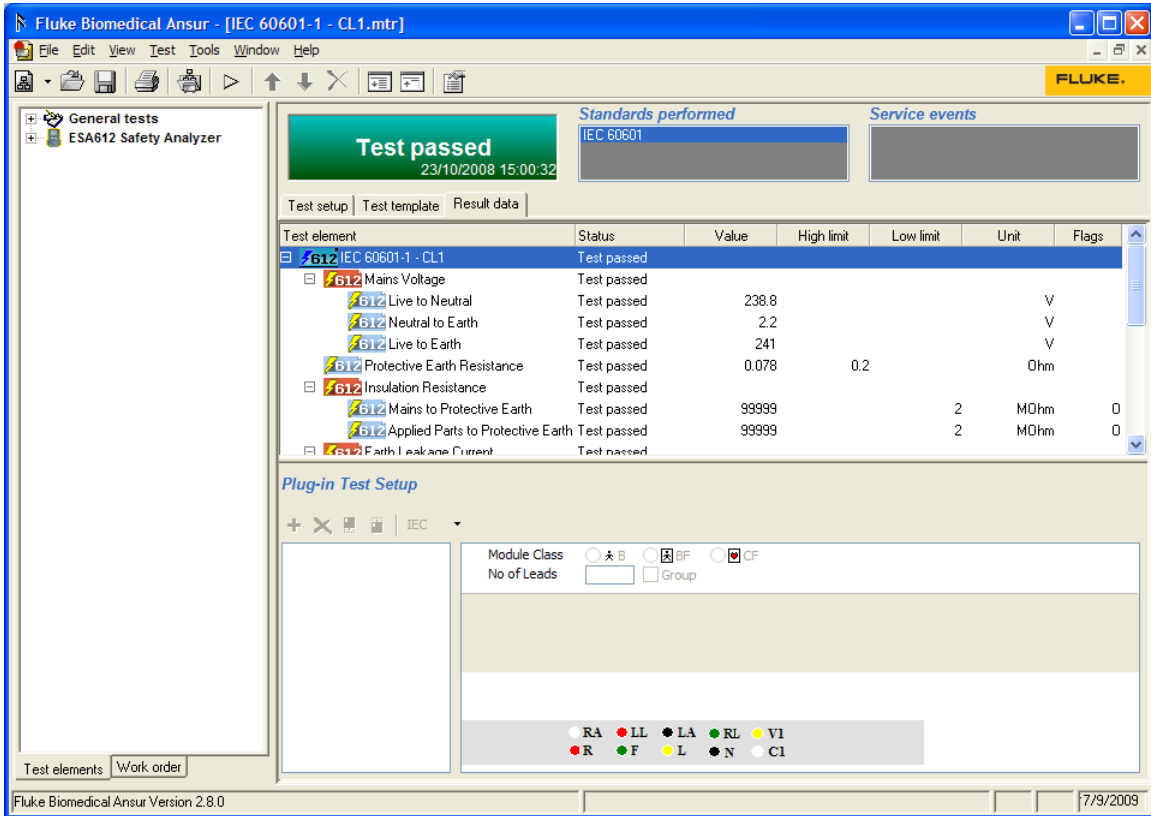 Fluke Biomedical Ansur - [IEC 60601-1 - CL1.mtr]
File Edit View Test Tools Window Help
FLUKE.
General tests
ESA612 Safety Analyzer
Test passed
23/10/2008 15:00:32
Standards performed
IEC 60601
Service events
Test setup Test template Result data
Test element Status Value High limit Low limit Unit Flags
612 IEC 60601-1 - CL1 Test passed
612 Mains Voltage Test passed
612 Live to Neutral Test passed 238.8 V
612 Neutral to Earth Test passed 2.2 V
612 Live to Earth Test passed 241 V
612 Protective Earth Resistance Test passed 0.078 0.2 Ohm
612 Insulation Resistance Test passed
612 Mains to Protective Earth Test passed 99999 2 MOhm O
612 Applied Parts to Protective Earth Test passed 99999 2 MOhm O
612 Earth Leakage Current Test passed
Plug-in Test Setup
IEC
Module Class B BF CF
No of Leads Group
RA LL LA RL V1
R F L N C1
Test elements Work order
Fluke Biomedical Ansur Version 2.8.0 7/9/2009